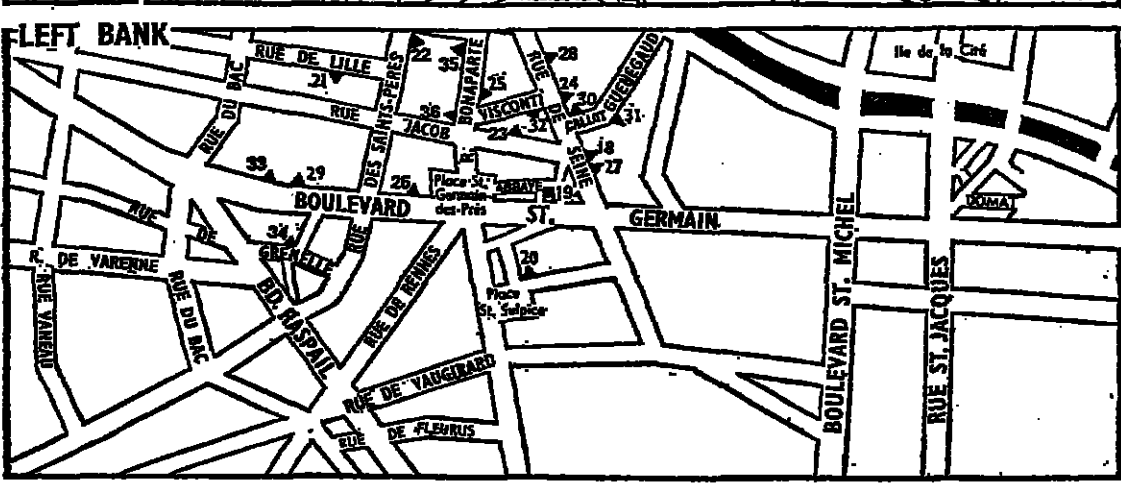 LEFT BANK
RUE DE LILLE
21
RUE DU BAC
RUE JACOB
DES SAINTS-PERES
22
35
BONAPARTE
36
25
VISCONTI
23
32
RUE DE SEINE
28
24
30
CALLOT
GUENEGAUD
31
18
27
Ile de la Cité
33
29
26
R.
Place St. Germain des-Prés
ABBAYE
19
BOULEVARD ST. GERMAIN
DOMAT
RUE DE GRENELLE
34
RUE
R. DE VARENNE
RUE VANEAU
RUE DU BAC
BD. RASPAIL
RUE DE RENNES
20
Place St. Sulpice
RUE DE VAUGIRARD
RUE DE FLEURUS
BOULEVARD ST. MICHEL
RUE ST. JACQUES